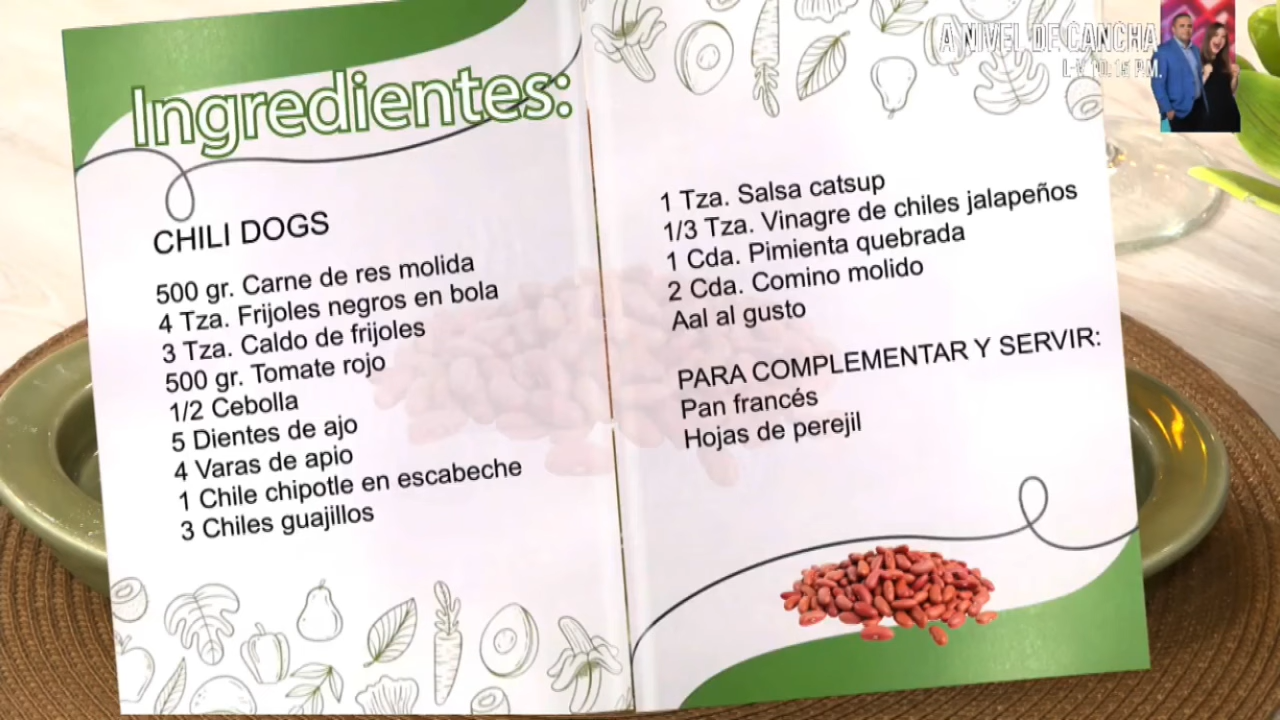 Ingredientes:
CHILI DOGS
500 gr. Carne de res molida
4 Tza. Frijoles negros en bola
3 Tza. Caldo de frijoles
500 gr. Tomate rojo
1/2 Cebolla
5 Dientes de ajo
4 Varas de apio
1 Chile chipotle en escabeche
3 Chiles guajillos
1 Tza. Salsa catsup
1/3 Tza. Vinagre de chiles jalapeños
1 Cda. Pimienta quebrada
2 Cda. Comino molido
Aal al gusto
PARA COMPLEMENTAR Y SERVIR:
Pan francés
Hojas de perejil
A NIVEL DE CANCHA